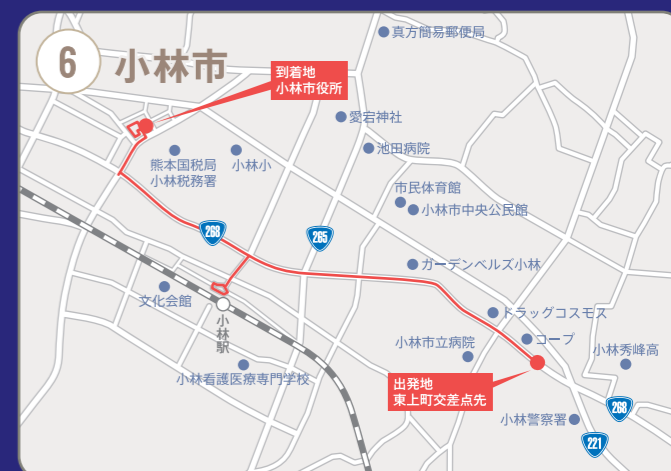 6
小林市
真方簡易郵便局
到着地
小林市役所
愛宕神社
池田病院
熊本国税局
小林税務署
小林小
市民体育館
小林市中央公民館
268
265
ガーデンベルズ小林
文化会館
小林駅
ドラッグコスモス
コープ
小林市立病院
小林秀峰高
小林看護医療専門学校
出発地
東上町交差点先
268
小林警察署
221